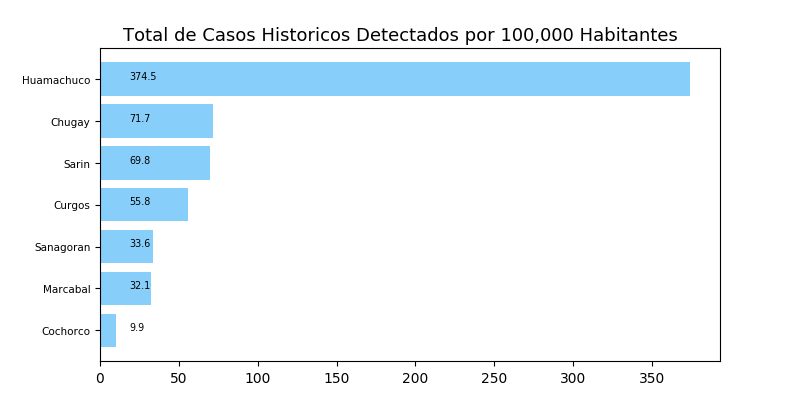 Total de Casos Historicos Detectados por 100,000 Habitantes
Huamachuco 374.5
Chugay 71.7
Sarin 69.8
Curgos 55.8
Sanagoran 33.6
Marcabal 32.1
Cochorco 9.9
0 50 100 150 200 250 300 350